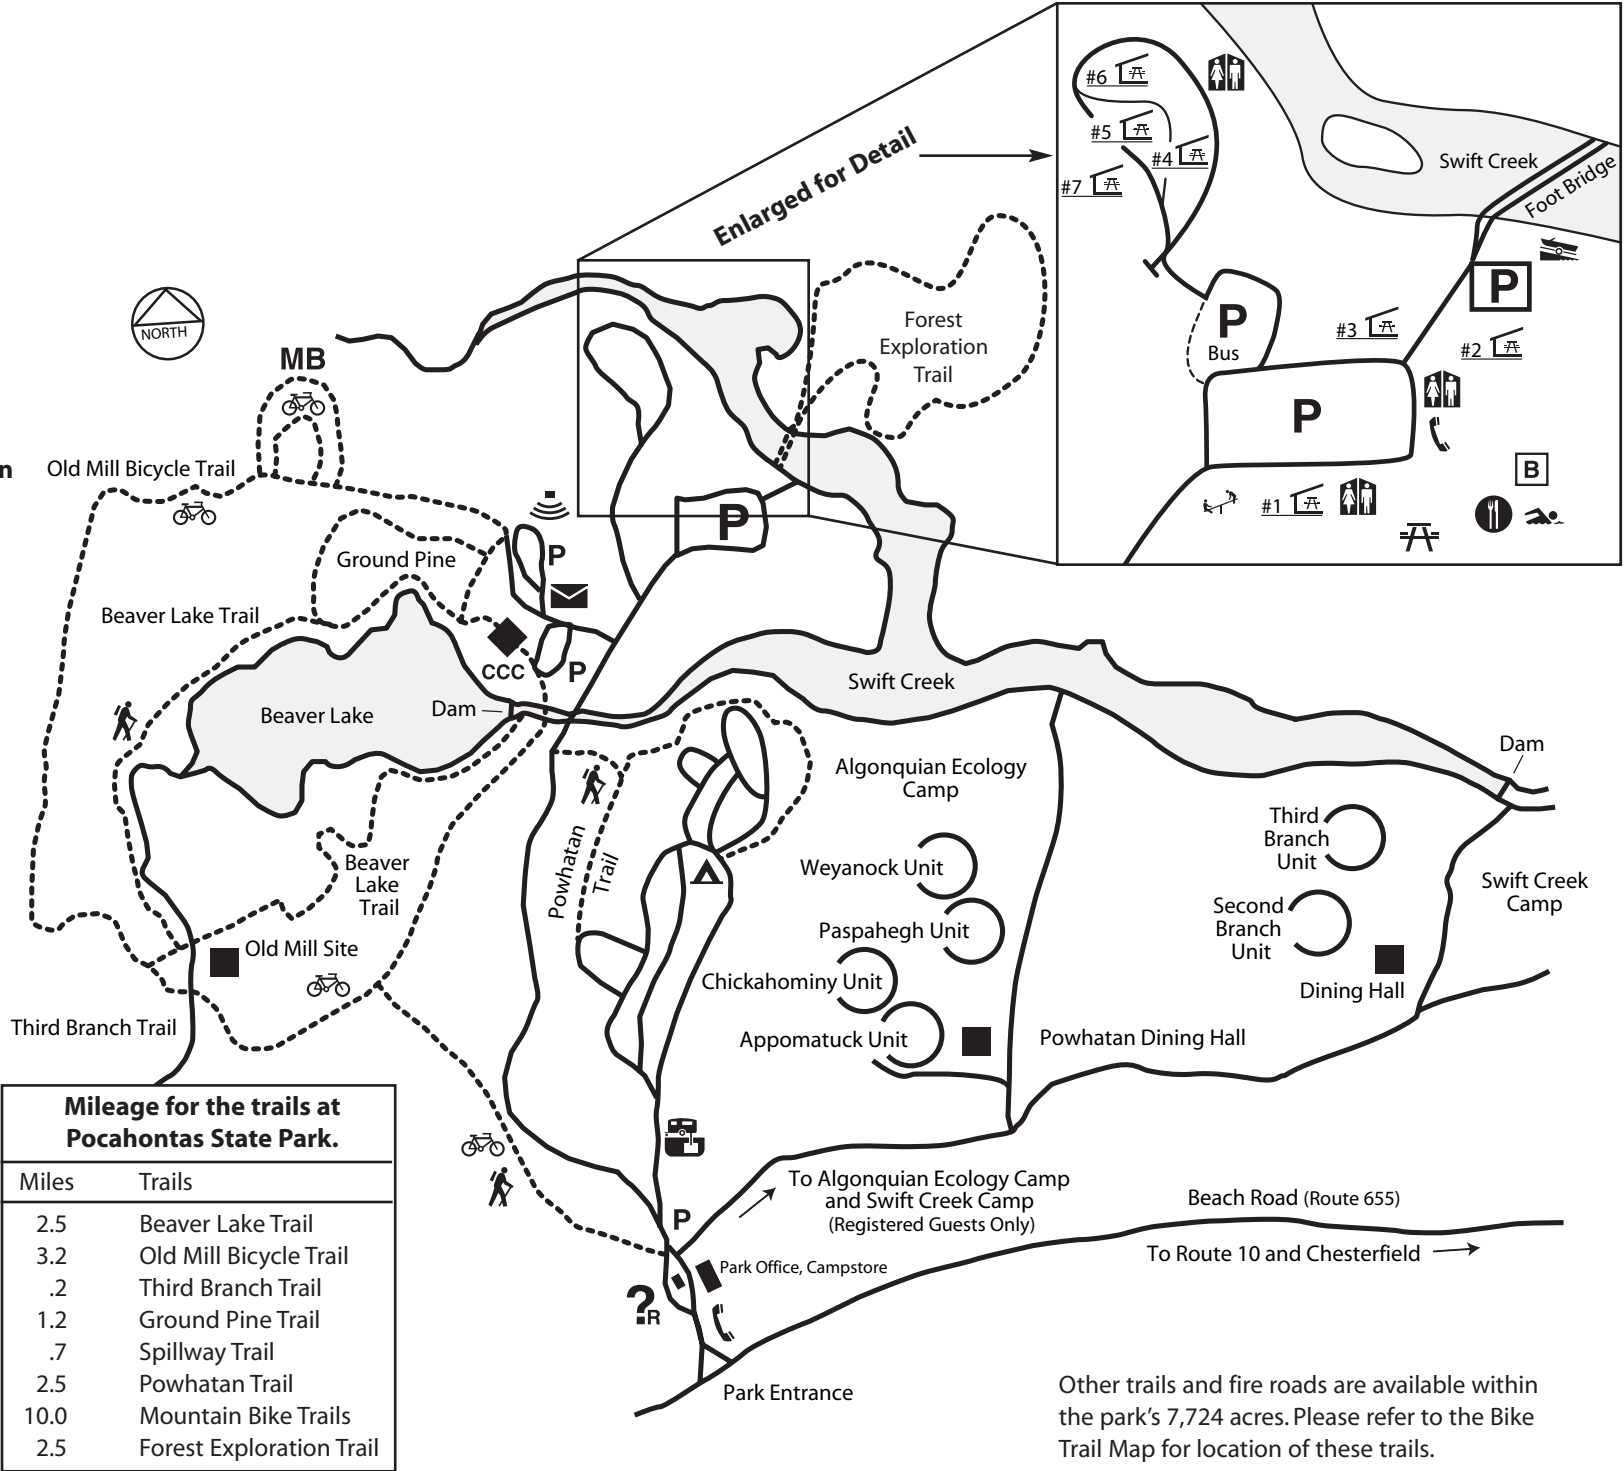 Enlarged for Detail
#6
#5
#4
#7
Swift Creek
Foot Bridge
P
P
Bus
#3
#2
P
B
#1
NORTH
MB
Forest
Exploration
Trail
n
Old Mill Bicycle Trail
P
Ground Pine
P
Beaver Lake Trail
CCC
P
Swift Creek
Beaver Lake
Dam
Dam
Algonquian Ecology
Camp
Powhatan
Trail
Third
Branch
Unit
Weyanock Unit
Beaver
Lake
Trail
Swift Creek
Camp
Second
Branch
Unit
Paspahegh Unit
Old Mill Site
Chickahominy Unit
Dining Hall
Third Branch Trail
Appomatuck Unit
Powhatan Dining Hall
Mileage for the trails at
Pocahontas State Park.
Miles Trails
2.5 Beaver Lake Trail
3.2 Old Mill Bicycle Trail
.2 Third Branch Trail
1.2 Ground Pine Trail
.7 Spillway Trail
2.5 Powhatan Trail
10.0 Mountain Bike Trails
2.5 Forest Exploration Trail
To Algonquian Ecology Camp
and Swift Creek Camp
(Registered Guests Only)
P
Beach Road (Route 655)
To Route 10 and Chesterfield
Park Office, Campstore
?R
Park Entrance
Other trails and fire roads are available within
the park's 7,724 acres. Please refer to the Bike
Trail Map for location of these trails.